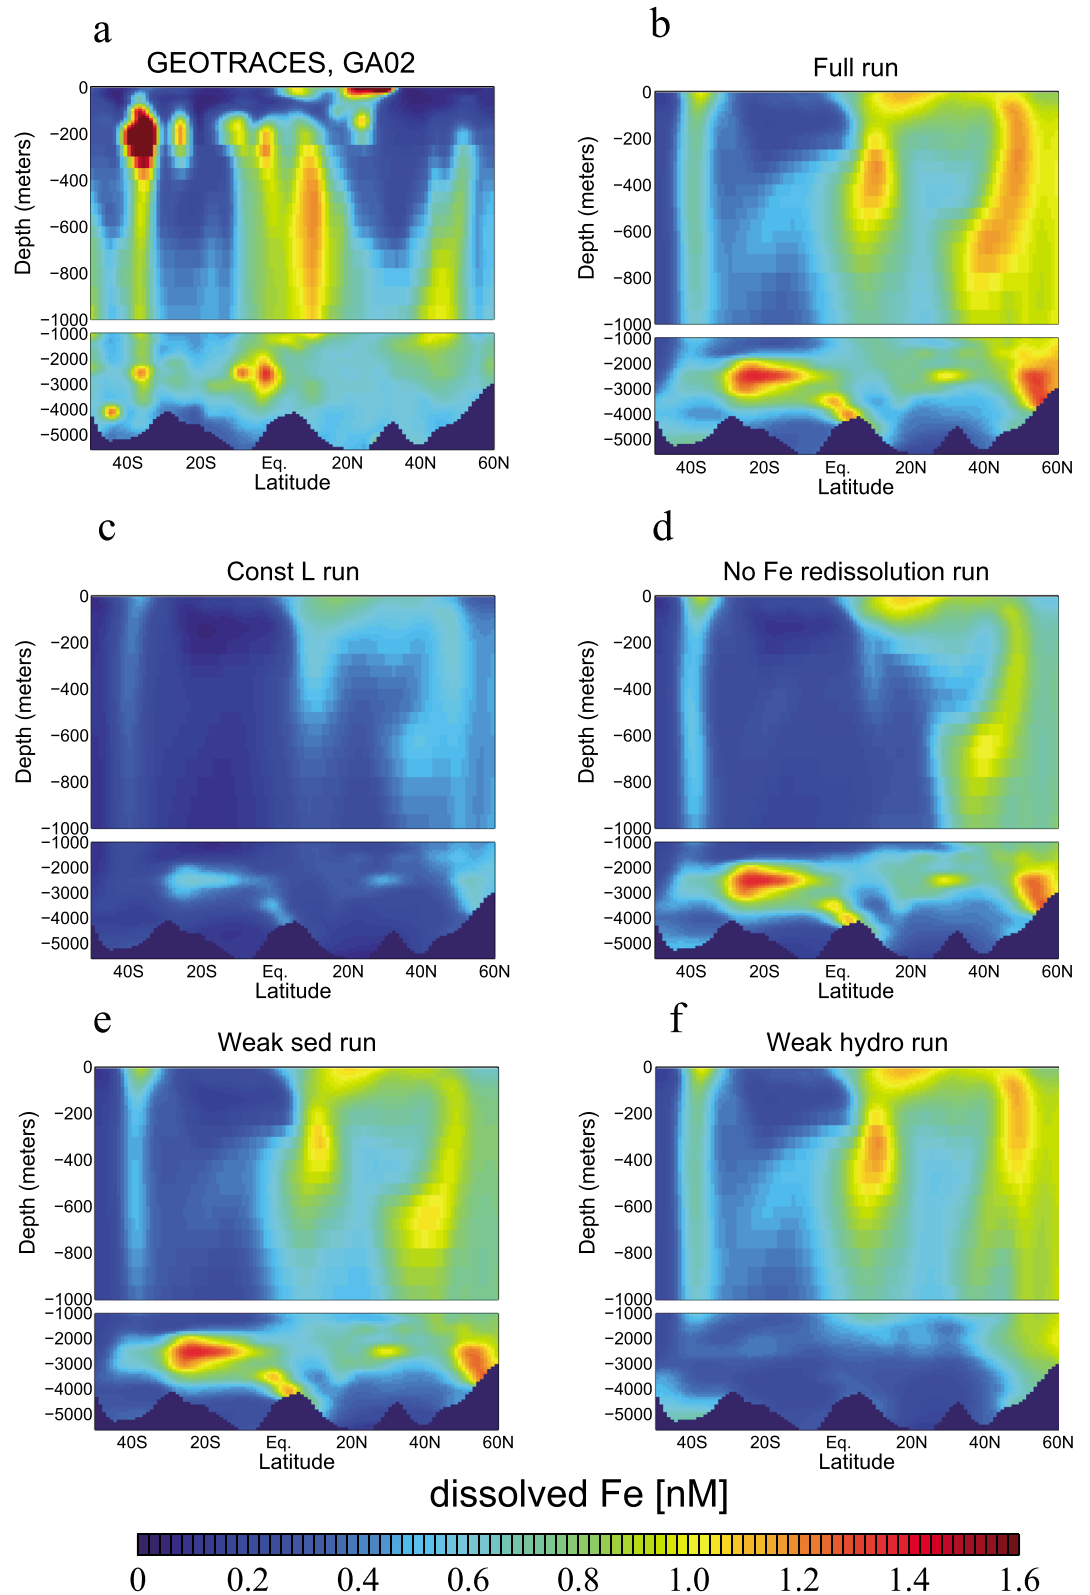 a
GEOTRACES, GA02
0
−200
−400
−600
−800
−1000
−1000
−2000
−3000
−4000
−5000
Depth (meters)
40S 20S Eq. 20N 40N 60N
Latitude
b
Full run
0
−200
−400
−600
−800
−1000
−1000
−2000
−3000
−4000
−5000
Depth (meters)
40S 20S Eq. 20N 40N 60N
Latitude
c
Const L run
0
−200
−400
−600
−800
−1000
−1000
−2000
−3000
−4000
−5000
Depth (meters)
40S 20S Eq. 20N 40N 60N
Latitude
d
No Fe redissolution run
0
−200
−400
−600
−800
−1000
−1000
−2000
−3000
−4000
−5000
Depth (meters)
40S 20S Eq. 20N 40N 60N
Latitude
e
Weak sed run
0
−200
−400
−600
−800
−1000
−1000
−2000
−3000
−4000
−5000
Depth (meters)
40S 20S Eq. 20N 40N 60N
Latitude
f
Weak hydro run
0
−200
−400
−600
−800
−1000
−1000
−2000
−3000
−4000
−5000
Depth (meters)
40S 20S Eq. 20N 40N 60N
Latitude
dissolved Fe [nM]
0 0.2 0.4 0.6 0.8 1.0 1.2 1.4 1.6